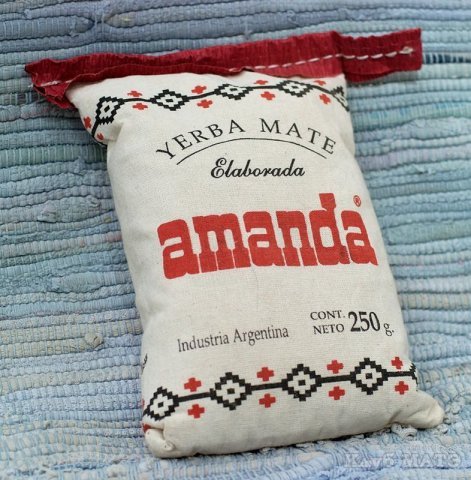 YERBA MATE
Elaborada
amanda®
Industria Argentina
CONT.
NETO 250 g.